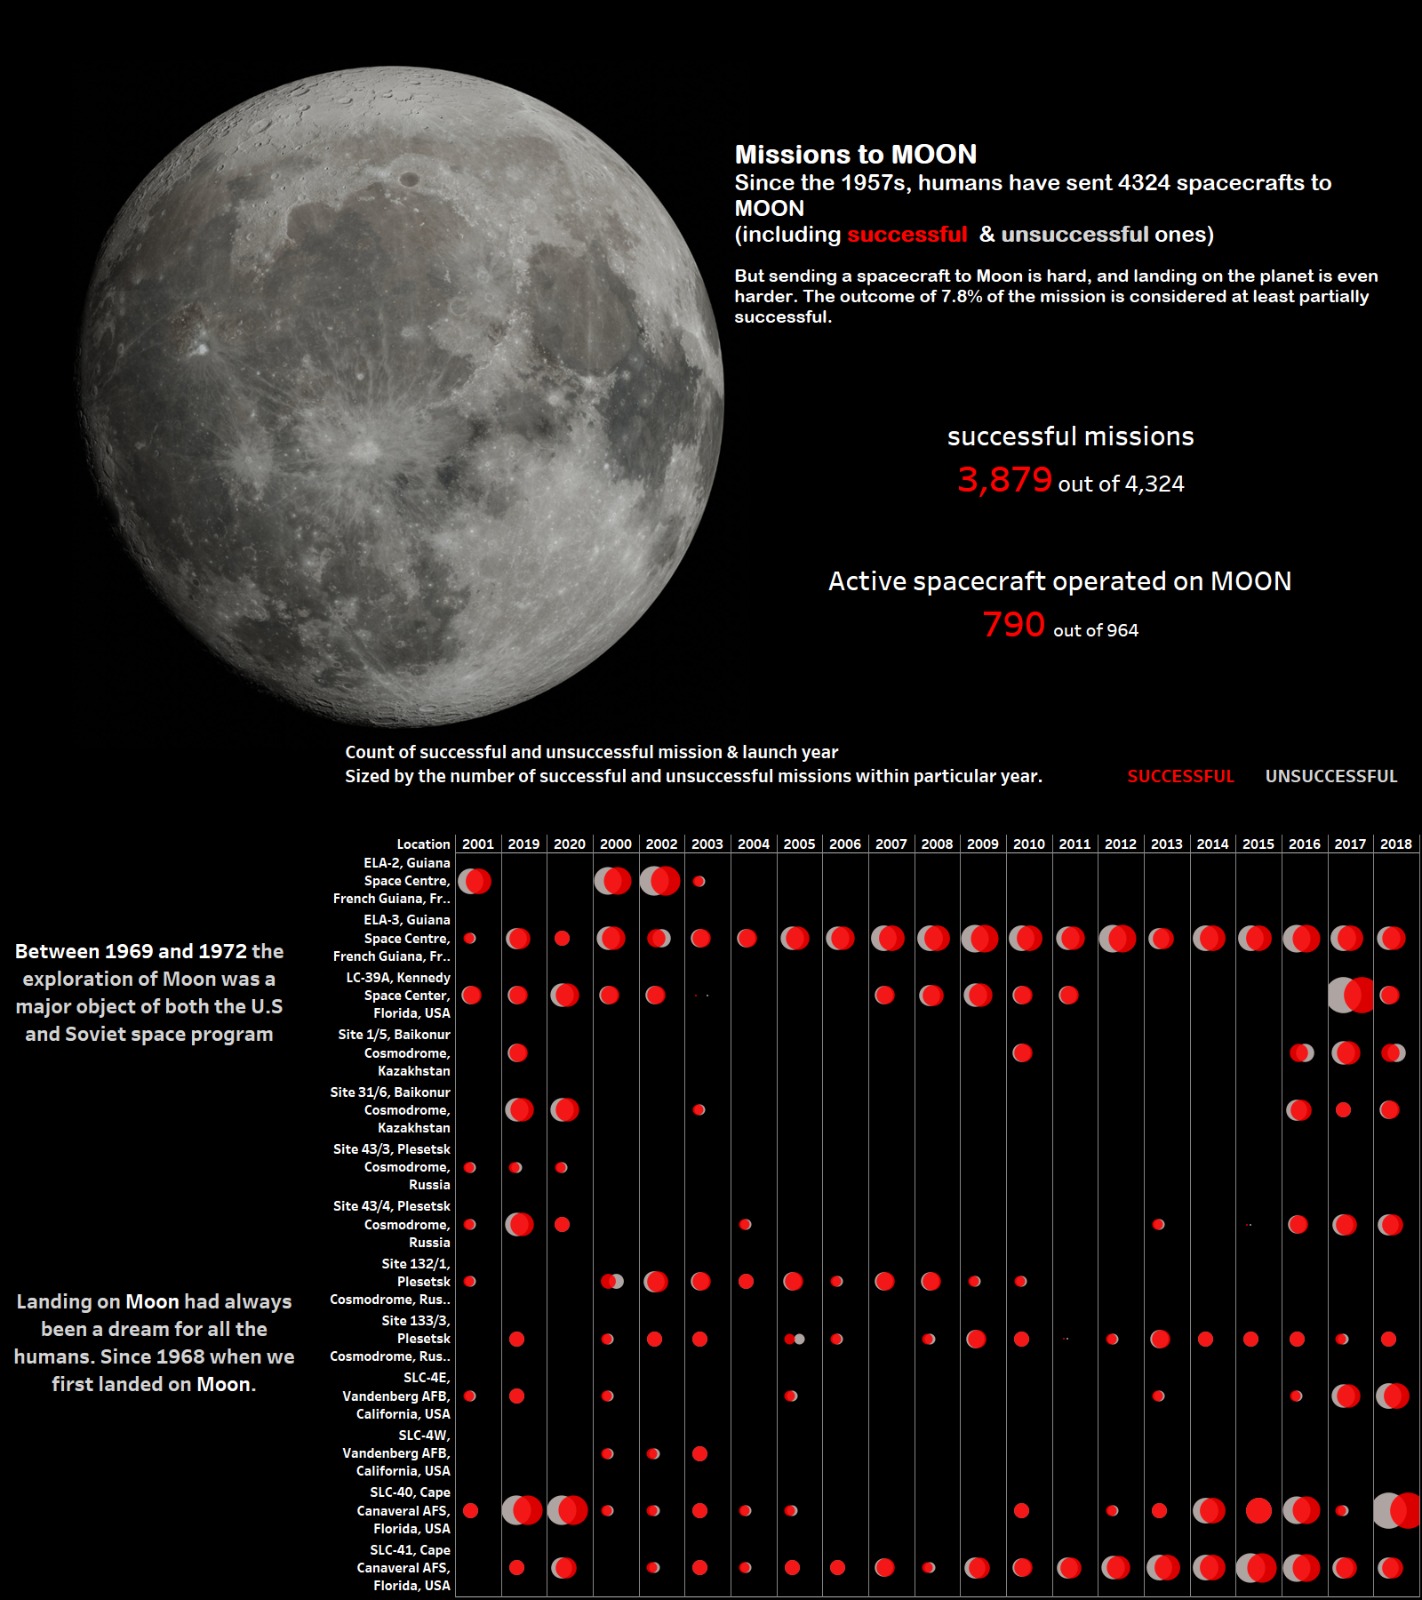 Missions to MOON
Since the 1957s, humans have sent 4324 spacecrafts to
MOON
(including successful & unsuccessful ones)
But sending a spacecraft to Moon is hard, and landing on the planet is even
harder. The outcome of 7.8% of the mission is considered at least partially
successful.
successful missions
3,879 out of 4,324
Active spacecraft operated on MOON
790 out of 964
Count of successful and unsuccessful mission & launch year
Sized by the number of successful and unsuccessful missions within particular year.
SUCCESSFUL UNSUCCESSFUL
Between 1969 and 1972 the
exploration of Moon was a
major object of both the U.S
and Soviet space program
Landing on Moon had always
been a dream for all the
humans. Since 1968 when we
first landed on Moon.
Location 2001 2019 2020 2000 2002 2003 2004 2005 2006 2007 2008 2009 2010 2011 2012 2013 2014 2015 2016 2017 2018
ELA-2, Guiana
Space Centre,
French Guiana, Fr..
ELA-3, Guiana
Space Centre,
French Guiana, Fr..
LC-39A, Kennedy
Space Center,
Florida, USA
Site 1/5, Baikonur
Cosmodrome,
Kazakhstan
Site 31/6, Baikonur
Cosmodrome,
Kazakhstan
Site 43/3, Plesetsk
Cosmodrome,
Russia
Site 43/4, Plesetsk
Cosmodrome,
Russia
Site 132/1,
Plesetsk
Cosmodrome, Rus..
Site 133/3,
Plesetsk
Cosmodrome, Rus..
SLC-4E,
Vandenberg AFB,
California, USA
SLC-4W,
Vandenberg AFB,
California, USA
SLC-40, Cape
Canaveral AFS,
Florida, USA
SLC-41, Cape
Canaveral AFS,
Florida, USA